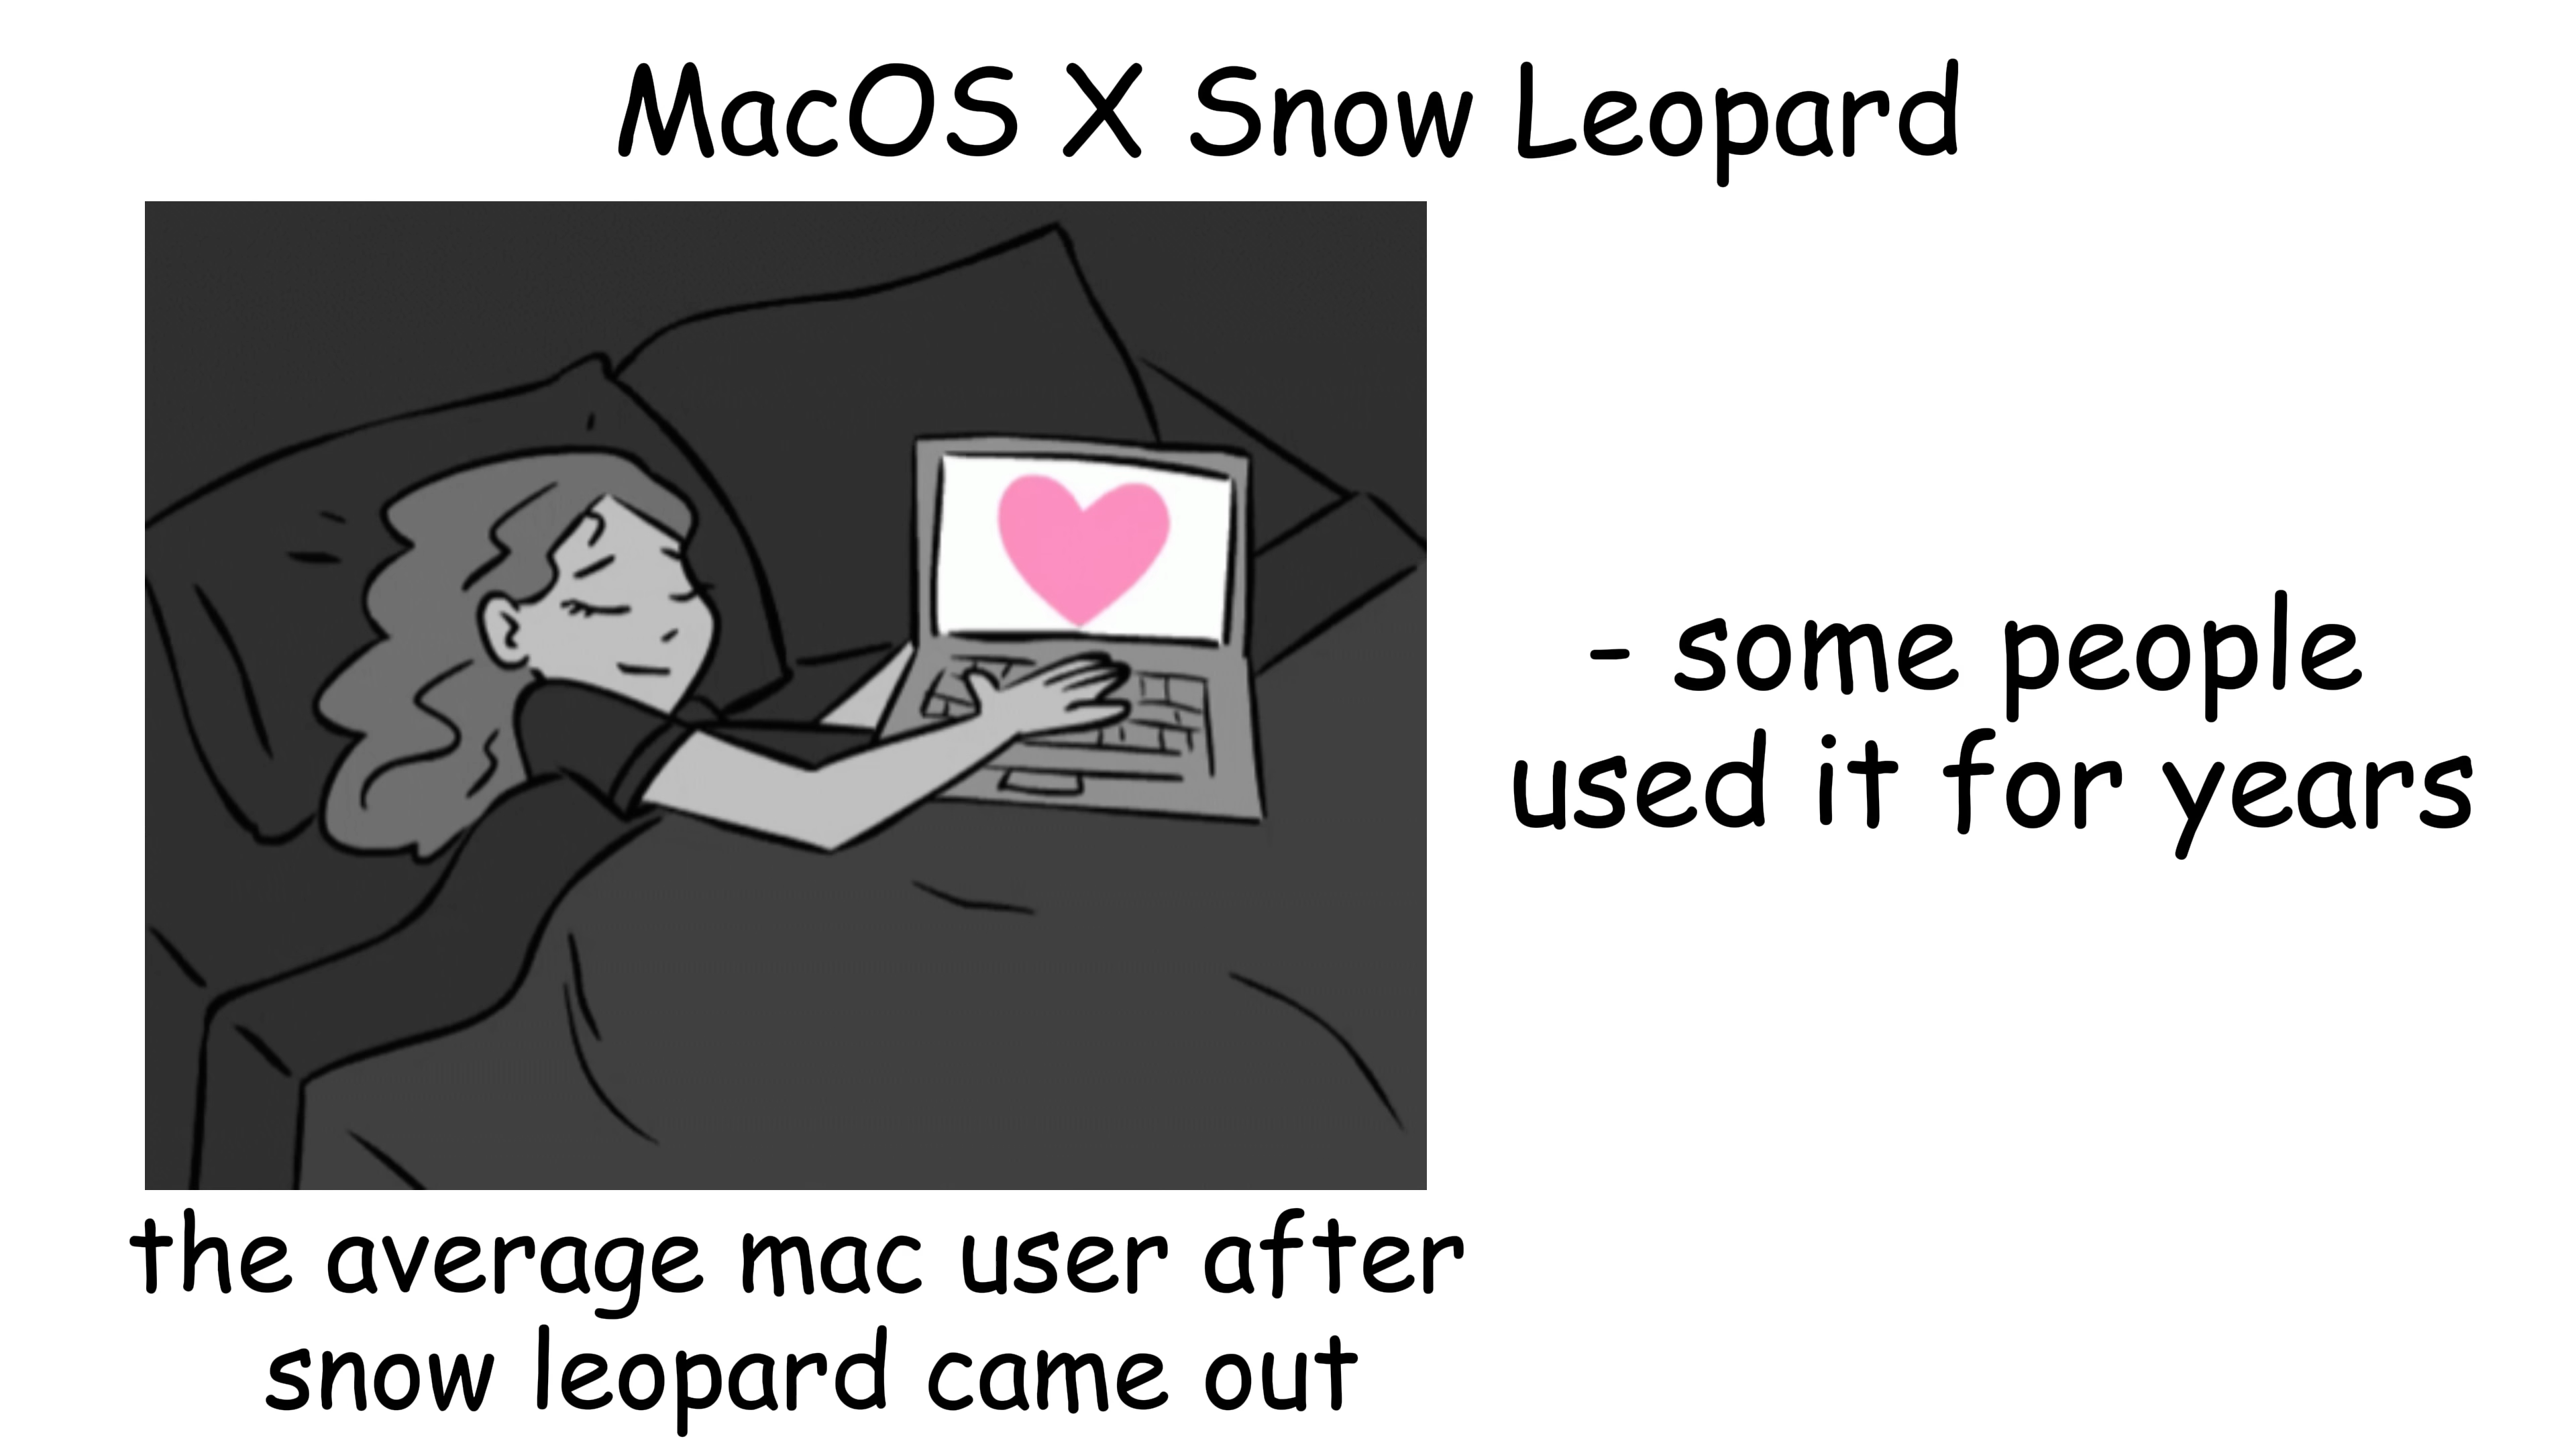 MacOS X Snow Leopard
- some people
used it for years
the average mac user after
snow leopard came out